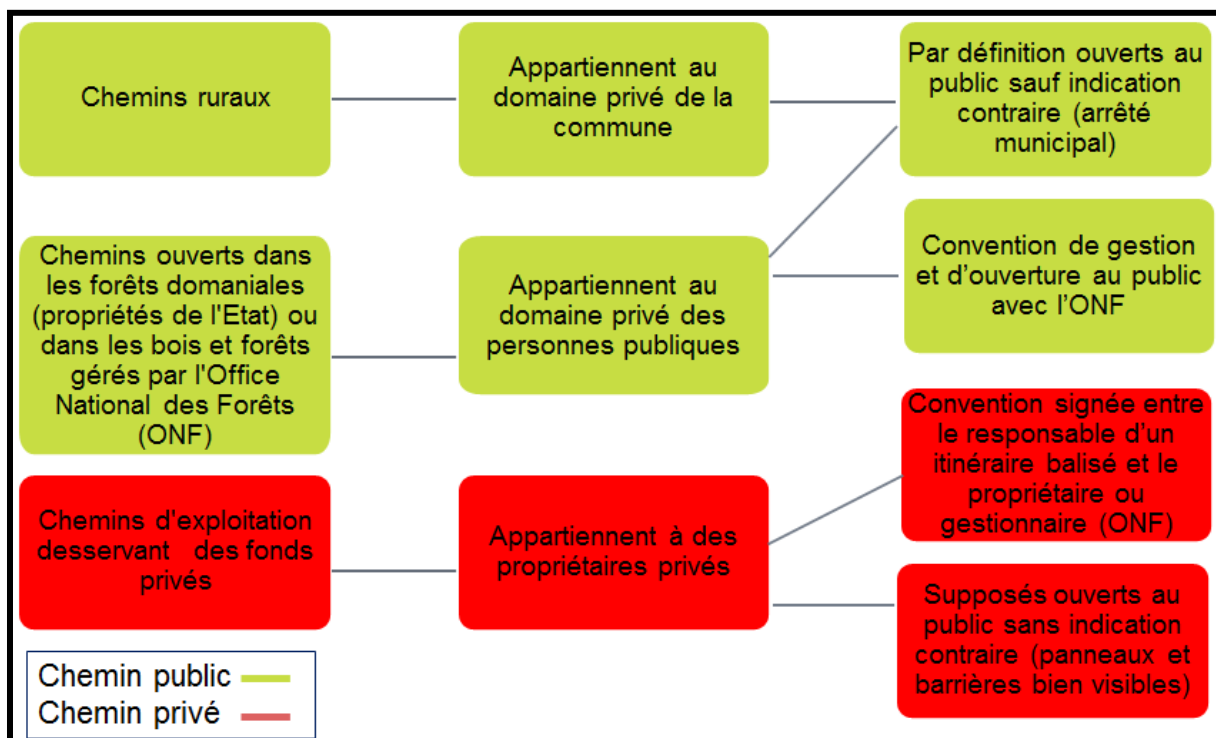 Chemins ruraux
Appartiennent au
domaine privé de la
commune
Par définition ouverts au
public sauf indication
contraire (arrêté
municipal)
Chemins ouverts dans
les forêts domaniales
(propriétés de l'Etat) ou
dans les bois et forêts
gérés par l'Office
National des Forêts
(ONF)
Appartiennent au
domaine privé des
personnes publiques
Convention de gestion
et d'ouverture au public
avec l'ONF
Chemins d'exploitation
desservant des fonds
privés
Appartiennent à des
propriétaires privés
Convention signée entre
le responsable d'un
itinéraire balisé et le
propriétaire ou
gestionnaire (ONF)
Supposés ouverts au
public sans indication
contraire (panneaux et
barrières bien visibles)
Chemin public
Chemin privé